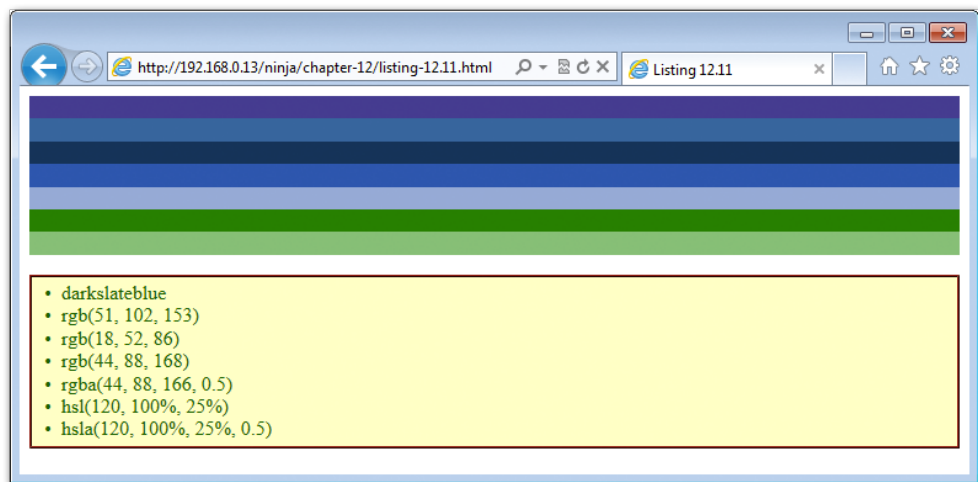 http://192.168.0.13/ninja/chapter-12/listing-12.11.html
Listing 12.11
• darkslateblue
• rgb(51, 102, 153)
• rgb(18, 52, 86)
• rgb(44, 88, 168)
• rgba(44, 88, 166, 0.5)
• hsl(120, 100%, 25%)
• hsla(120, 100%, 25%, 0.5)